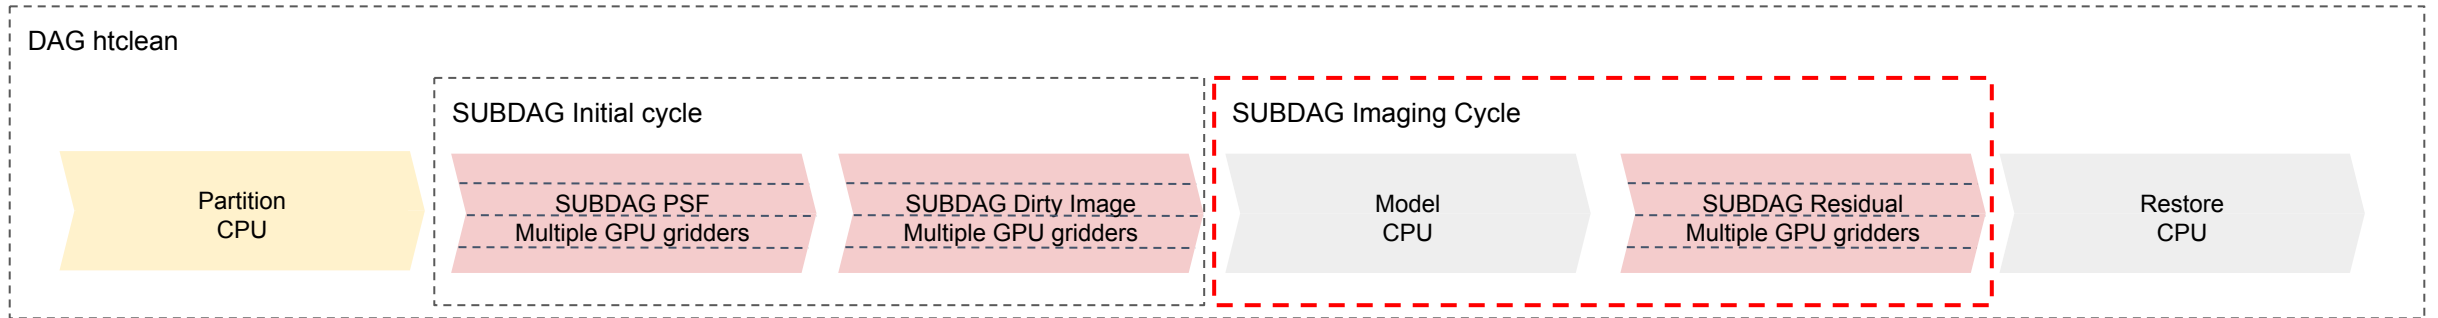 DAG htclean
SUBDAG Initial cycle
SUBDAG Imaging Cycle
Partition
CPU
SUBDAG PSF
Multiple GPU gridders
SUBDAG Dirty Image
Multiple GPU gridders
Model
CPU
SUBDAG Residual
Multiple GPU gridders
Restore
CPU